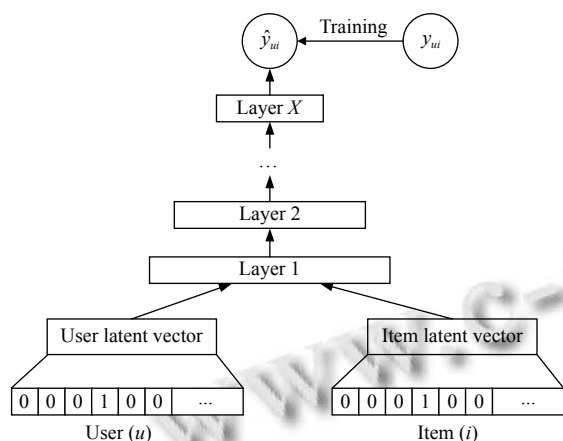 ŷui Training yui
Layer X
...
Layer 2
Layer 1
User latent vector Item latent vector
0 0 0 1 0 0 ... 0 0 0 1 0 0 ...
User (u) Item (i)
www.c-